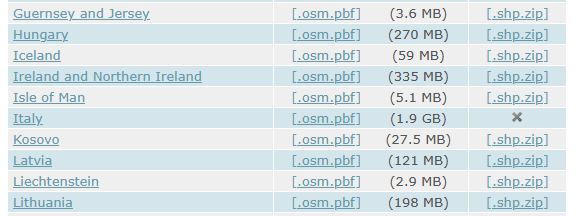 Guernsey and Jersey [.osm.pbf] (3.6 MB) [.shp.zip]
Hungary [.osm.pbf] (270 MB) [.shp.zip]
Iceland [.osm.pbf] (59 MB) [.shp.zip]
Ireland and Northern Ireland [.osm.pbf] (335 MB) [.shp.zip]
Isle of Man [.osm.pbf] (5.1 MB) [.shp.zip]
Italy [.osm.pbf] (1.9 GB) ✖
Kosovo [.osm.pbf] (27.5 MB) [.shp.zip]
Latvia [.osm.pbf] (121 MB) [.shp.zip]
Liechtenstein [.osm.pbf] (2.9 MB) [.shp.zip]
Lithuania [.osm.pbf] (198 MB) [.shp.zip]